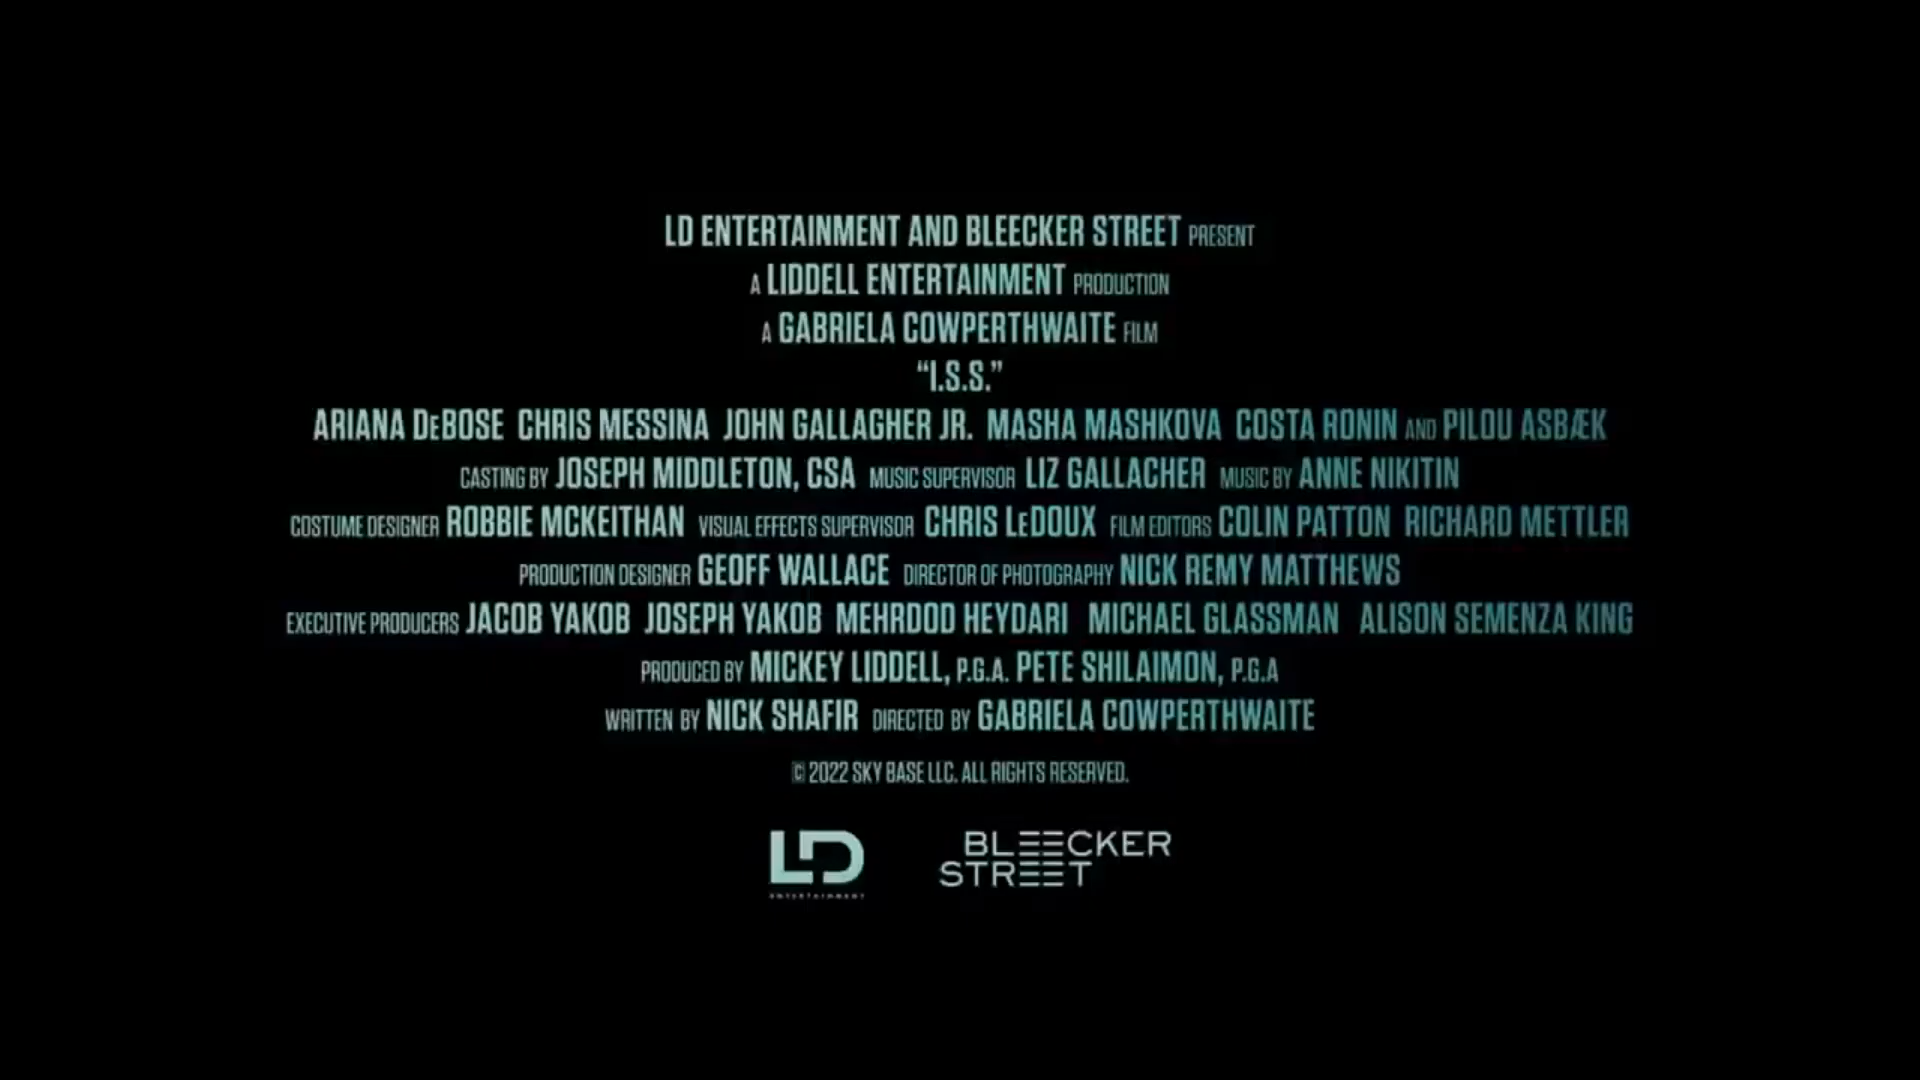 LD ENTERTAINMENT AND BLEECKER STREET PRESENT
A LIDDELL ENTERTAINMENT PRODUCTION
A GABRIELA COWPERTHWAITE FILM
“I.S.S.”
ARIANA DeBOSE CHRIS MESSINA JOHN GALLAGHER JR. MASHA MASHKOVA COSTA RONIN AND PILOU ASBÆK
CASTING BY JOSEPH MIDDLETON, CSA MUSIC SUPERVISOR LIZ GALLACHER MUSIC BY ANNE NIKITIN
COSTUME DESIGNER ROBBIE MCKEITHAN VISUAL EFFECTS SUPERVISOR CHRIS LeDOUX FILM EDITORS COLIN PATTON RICHARD METTLER
PRODUCTION DESIGNER GEOFF WALLACE DIRECTOR OF PHOTOGRAPHY NICK REMY MATTHEWS
EXECUTIVE PRODUCERS JACOB YAKOB JOSEPH YAKOB MEHRDOD HEYDARI MICHAEL GLASSMAN ALISON SEMENZA KING
PRODUCED BY MICKEY LIDDELL, P.G.A. PETE SHILAIMON, P.G.A
WRITTEN BY NICK SHAFIR DIRECTED BY GABRIELA COWPERTHWAITE
© 2022 SKY BASE LLC. ALL RIGHTS RESERVED.
LD
ENTERTAINMENT
BLEECKER
STREET